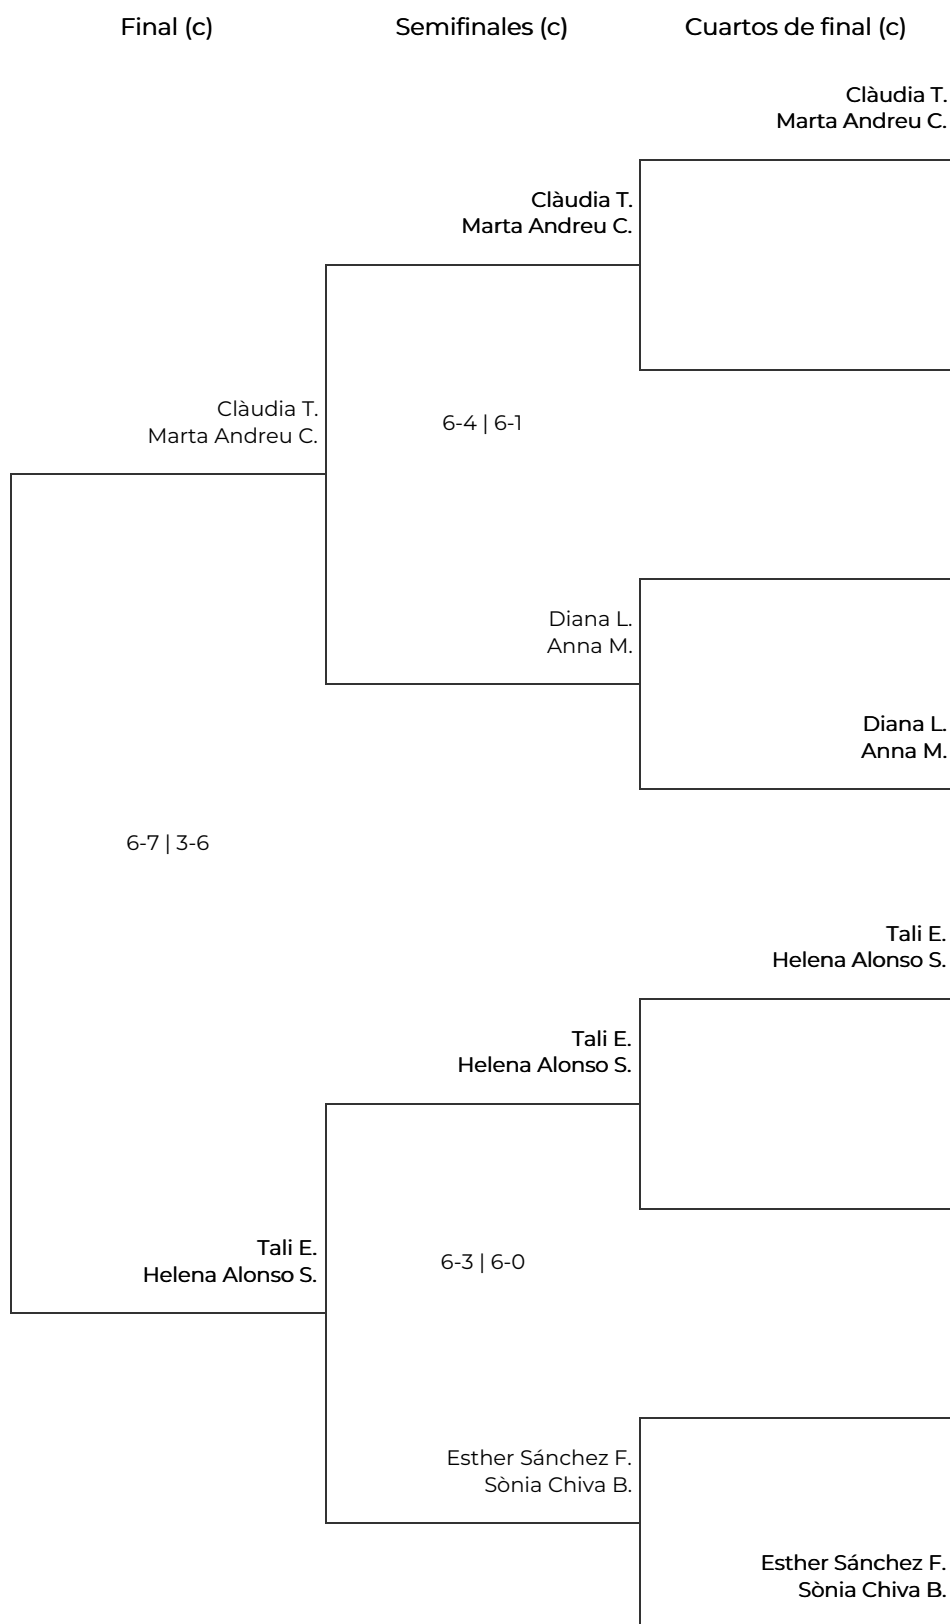 Final (c)
Semifinales (c)
Cuartos de final (c)
Clàudia T.
Marta Andreu C.
Clàudia T.
Marta Andreu C.
Clàudia T.
Marta Andreu C.
6-4 | 6-1
Diana L.
Anna M.
Diana L.
Anna M.
6-7 | 3-6
Tali E.
Helena Alonso S.
Tali E.
Helena Alonso S.
Tali E.
Helena Alonso S.
6-3 | 6-0
Esther Sánchez F.
Sònia Chiva B.
Esther Sánchez F.
Sònia Chiva B.